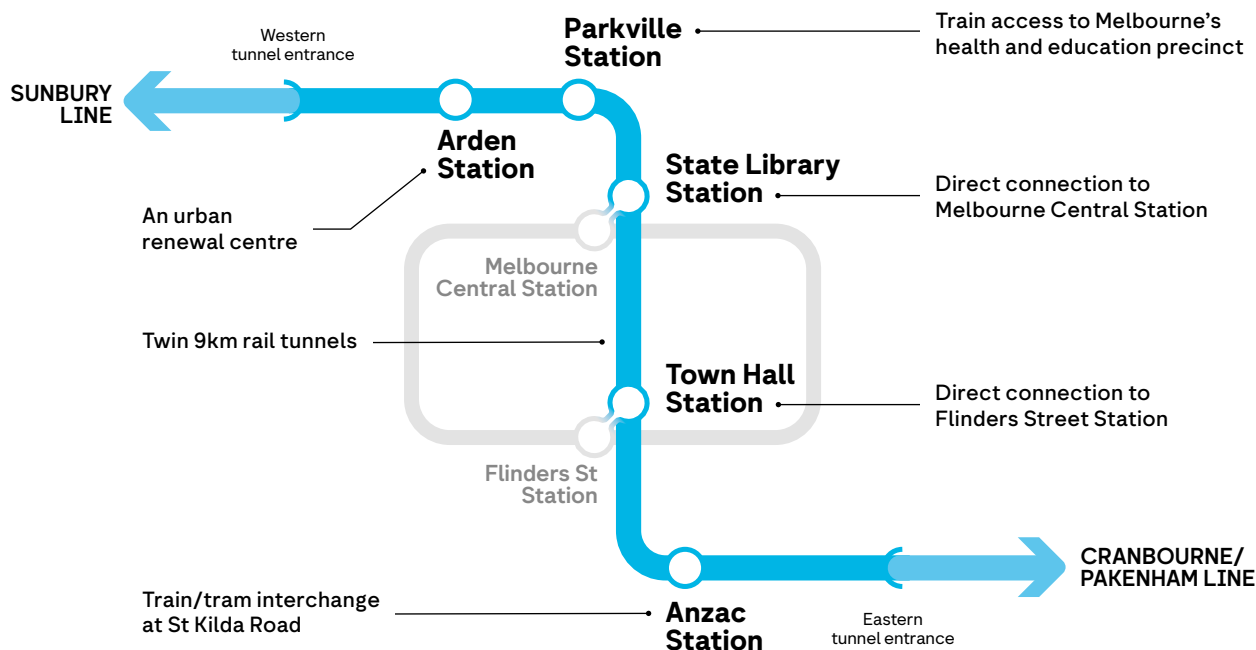 Parkville
Station
Train access to Melbourne's
health and education precinct
Western
tunnel entrance
SUNBURY
LINE
Arden
Station
State Library
Station
Direct connection to
Melbourne Central Station
An urban
renewal centre
Melbourne
Central Station
Twin 9km rail tunnels
Town Hall
Station
Direct connection to
Flinders Street Station
Flinders St
Station
CRANBOURNE/
PAKENHAM LINE
Train/tram interchange
at St Kilda Road
Anzac
Station
Eastern
tunnel entrance